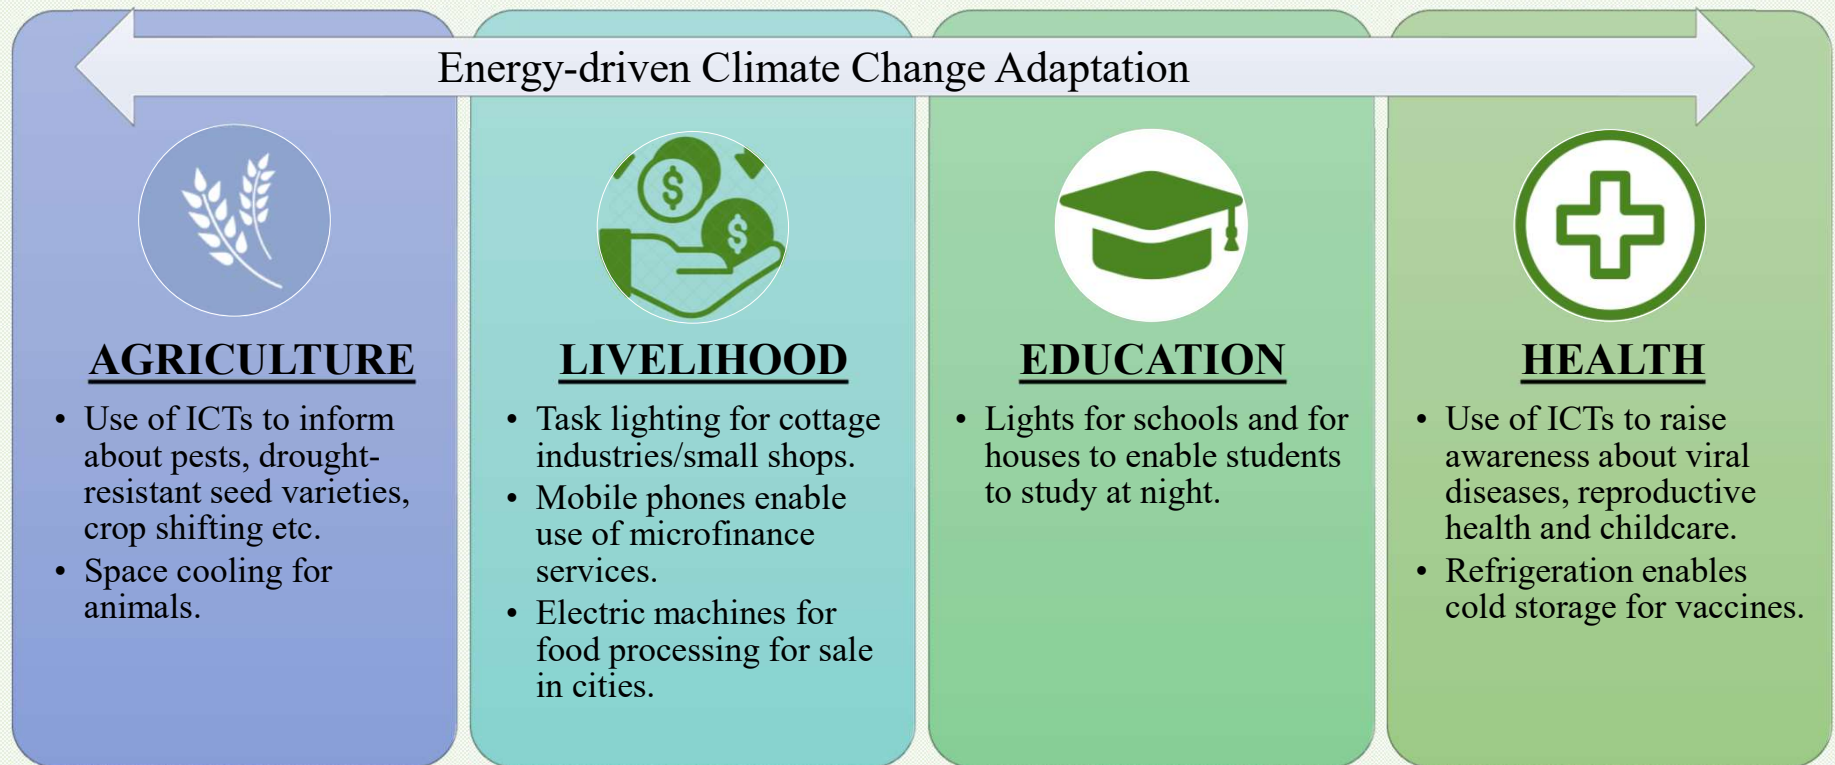 Energy-driven Climate Change Adaptation
AGRICULTURE
• Use of ICTs to inform
about pests, drought-
resistant seed varieties,
crop shifting etc.
• Space cooling for
animals.
LIVELIHOOD
• Task lighting for cottage
industries/small shops.
• Mobile phones enable
use of microfinance
services.
• Electric machines for
food processing for sale
in cities.
EDUCATION
• Lights for schools and for
houses to enable students
to study at night.
HEALTH
• Use of ICTs to raise
awareness about viral
diseases, reproductive
health and childcare.
• Refrigeration enables
cold storage for vaccines.